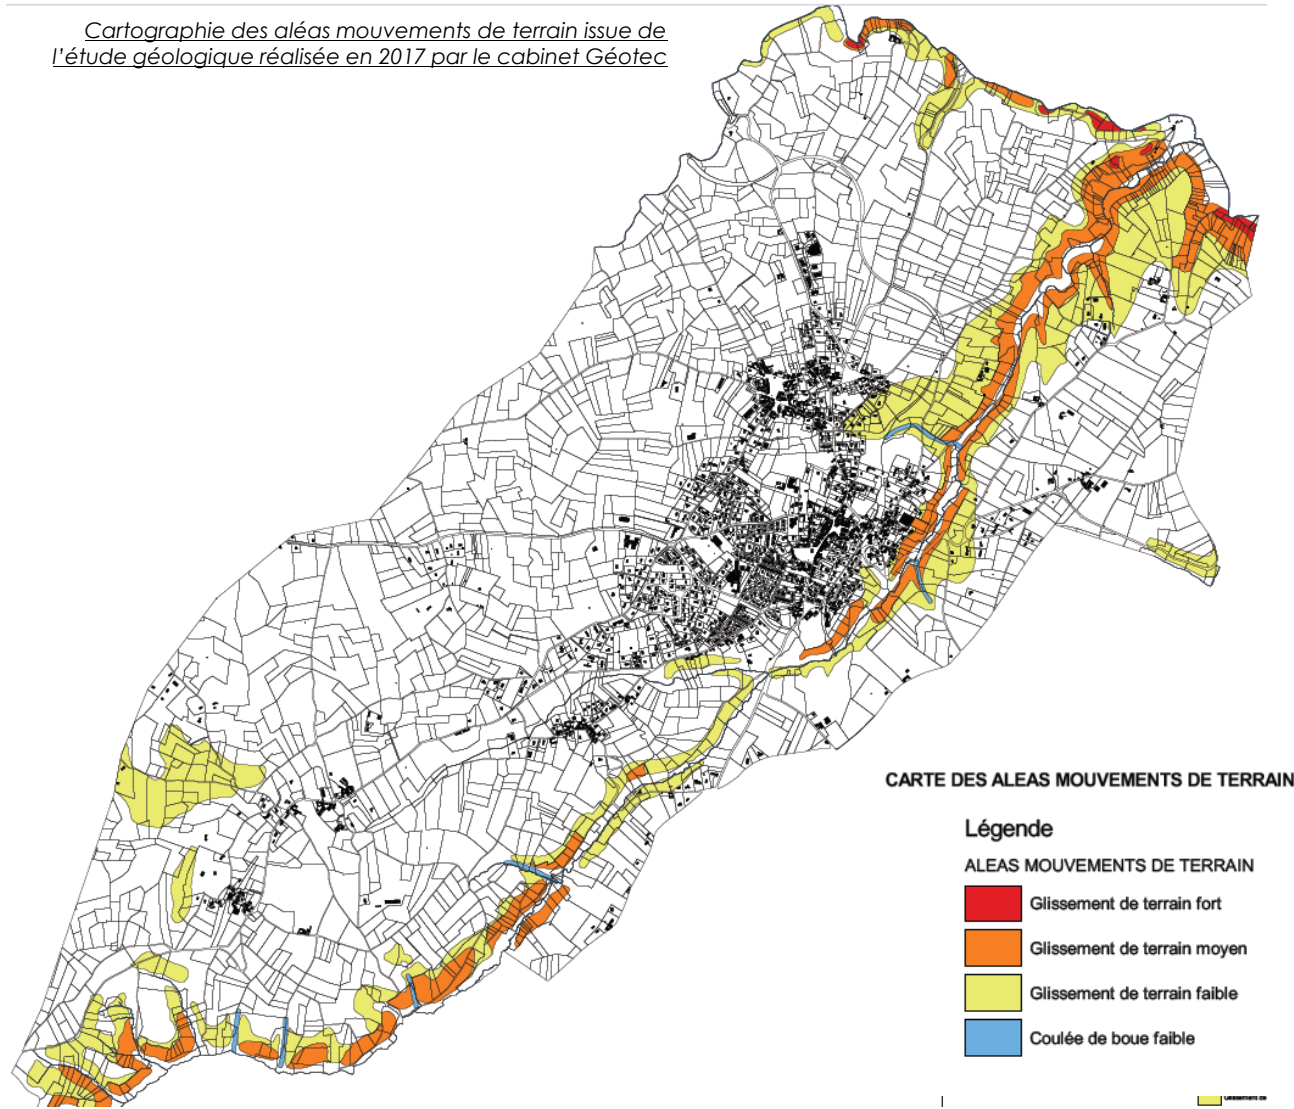 Cartographie des aléas mouvements de terrain issue de
l'étude géologique réalisée en 2017 par le cabinet Géotec
CARTE DES ALEAS MOUVEMENTS DE TERRAIN
Légende
ALEAS MOUVEMENTS DE TERRAIN
Glissement de terrain fort
Glissement de terrain moyen
Glissement de terrain faible
Coulée de boue faible
Glissement de